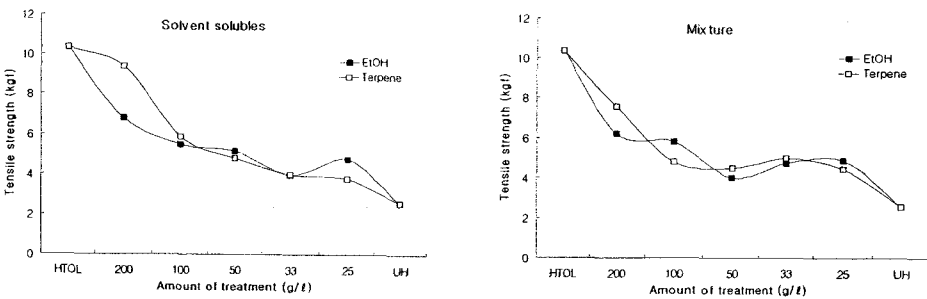 Solvent solubles
12
10
8
6
4
2
0
Tensile strength (kgf)
EtOH
Terpene
HTOL 200 100 50 33 25 UH
Amount of treatment (g/ℓ)
Mixture
12
10
8
6
4
2
0
Tensile strength (kgf)
EtOH
Terpene
HTOL 200 100 50 33 25 UH
Amount of treatment (g/ℓ)